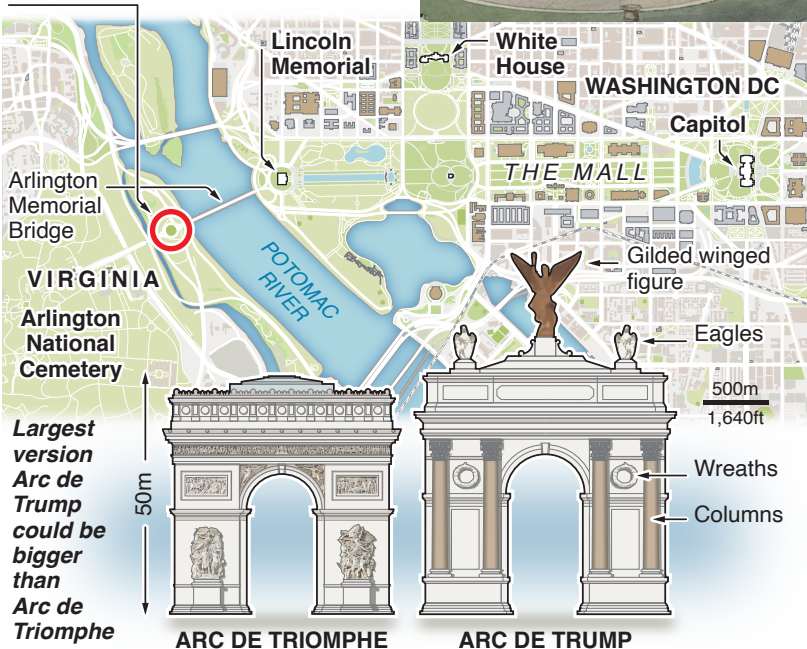 Lincoln
Memorial
White
House
WASHINGTON DC
Capitol
THE MALL
Arlington
Memorial
Bridge
POTOMAC
RIVER
VIRGINIA
Arlington
National
Cemetery
Gilded winged
figure
Eagles
500m
1,640ft
Largest
version
Arc de
Trump
could be
bigger
than
Arc de
Triomphe
50m
Wreaths
Columns
ARC DE TRIOMPHE
ARC DE TRUMP